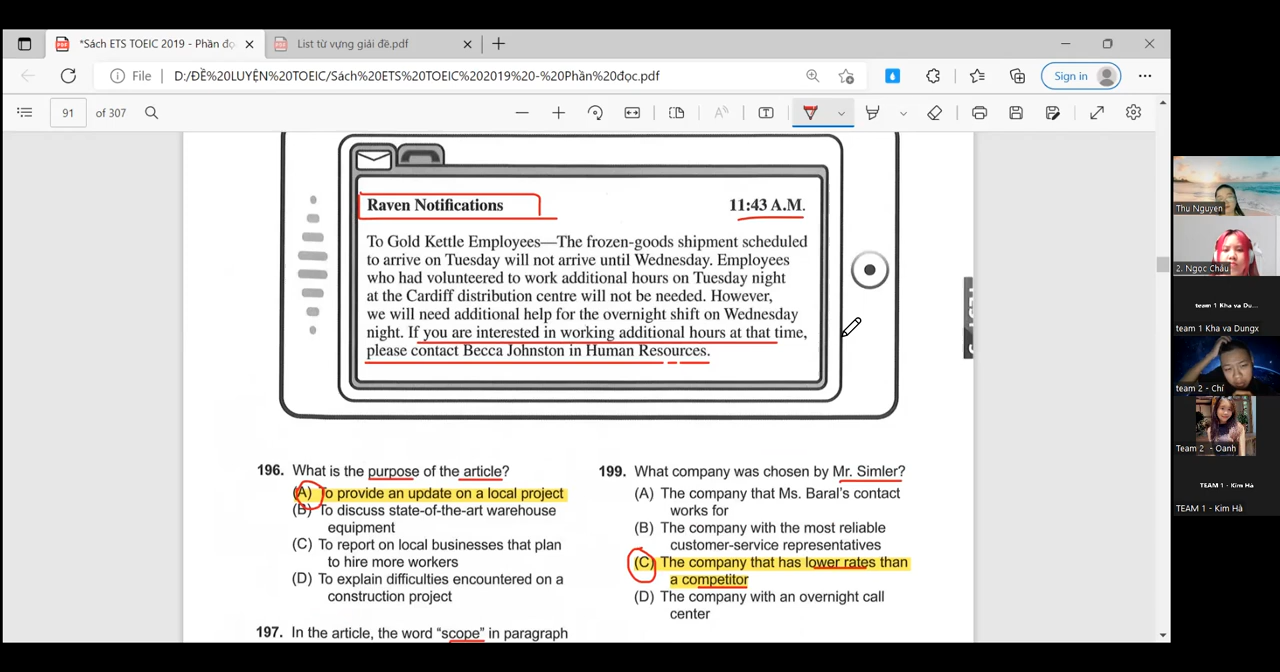 *Sách ETS TOEIC 2019 - Phần đọ
List từ vựng giải đề.pdf
File
D:/ĐỀ%20LUYỆN%20TOEIC/Sách%20ETS%20TOEIC%202019%20-%20Phần%20đọc.pdf
Sign in
91 of 307
Raven Notifications
11:43 A.M.
To Gold Kettle Employees—The frozen-goods shipment scheduled
to arrive on Tuesday will not arrive until Wednesday. Employees
who had volunteered to work additional hours on Tuesday night
at the Cardiff distribution centre will not be needed. However,
we will need additional help for the overnight shift on Wednesday
night. If you are interested in working additional hours at that time,
please contact Becca Johnston in Human Resources.
196. What is the purpose of the article?
(A) To provide an update on a local project
(B) To discuss state-of-the-art warehouse
equipment
(C) To report on local businesses that plan
to hire more workers
(D) To explain difficulties encountered on a
construction project
197. In the article, the word “scope” in paragraph
199. What company was chosen by Mr. Simler?
(A) The company that Ms. Baral’s contact
works for
(B) The company with the most reliable
customer-service representatives
(C) The company that has lower rates than
a competitor
(D) The company with an overnight call
center
Thu Nguyen
2. Ngọc Châu
team 1 Kha va Du...
team 1 Kha va Dungx
team 2 - Chí
Team 2 - Oanh
TEAM 1 - Kim Hà
TEAM 1 - Kim Hà